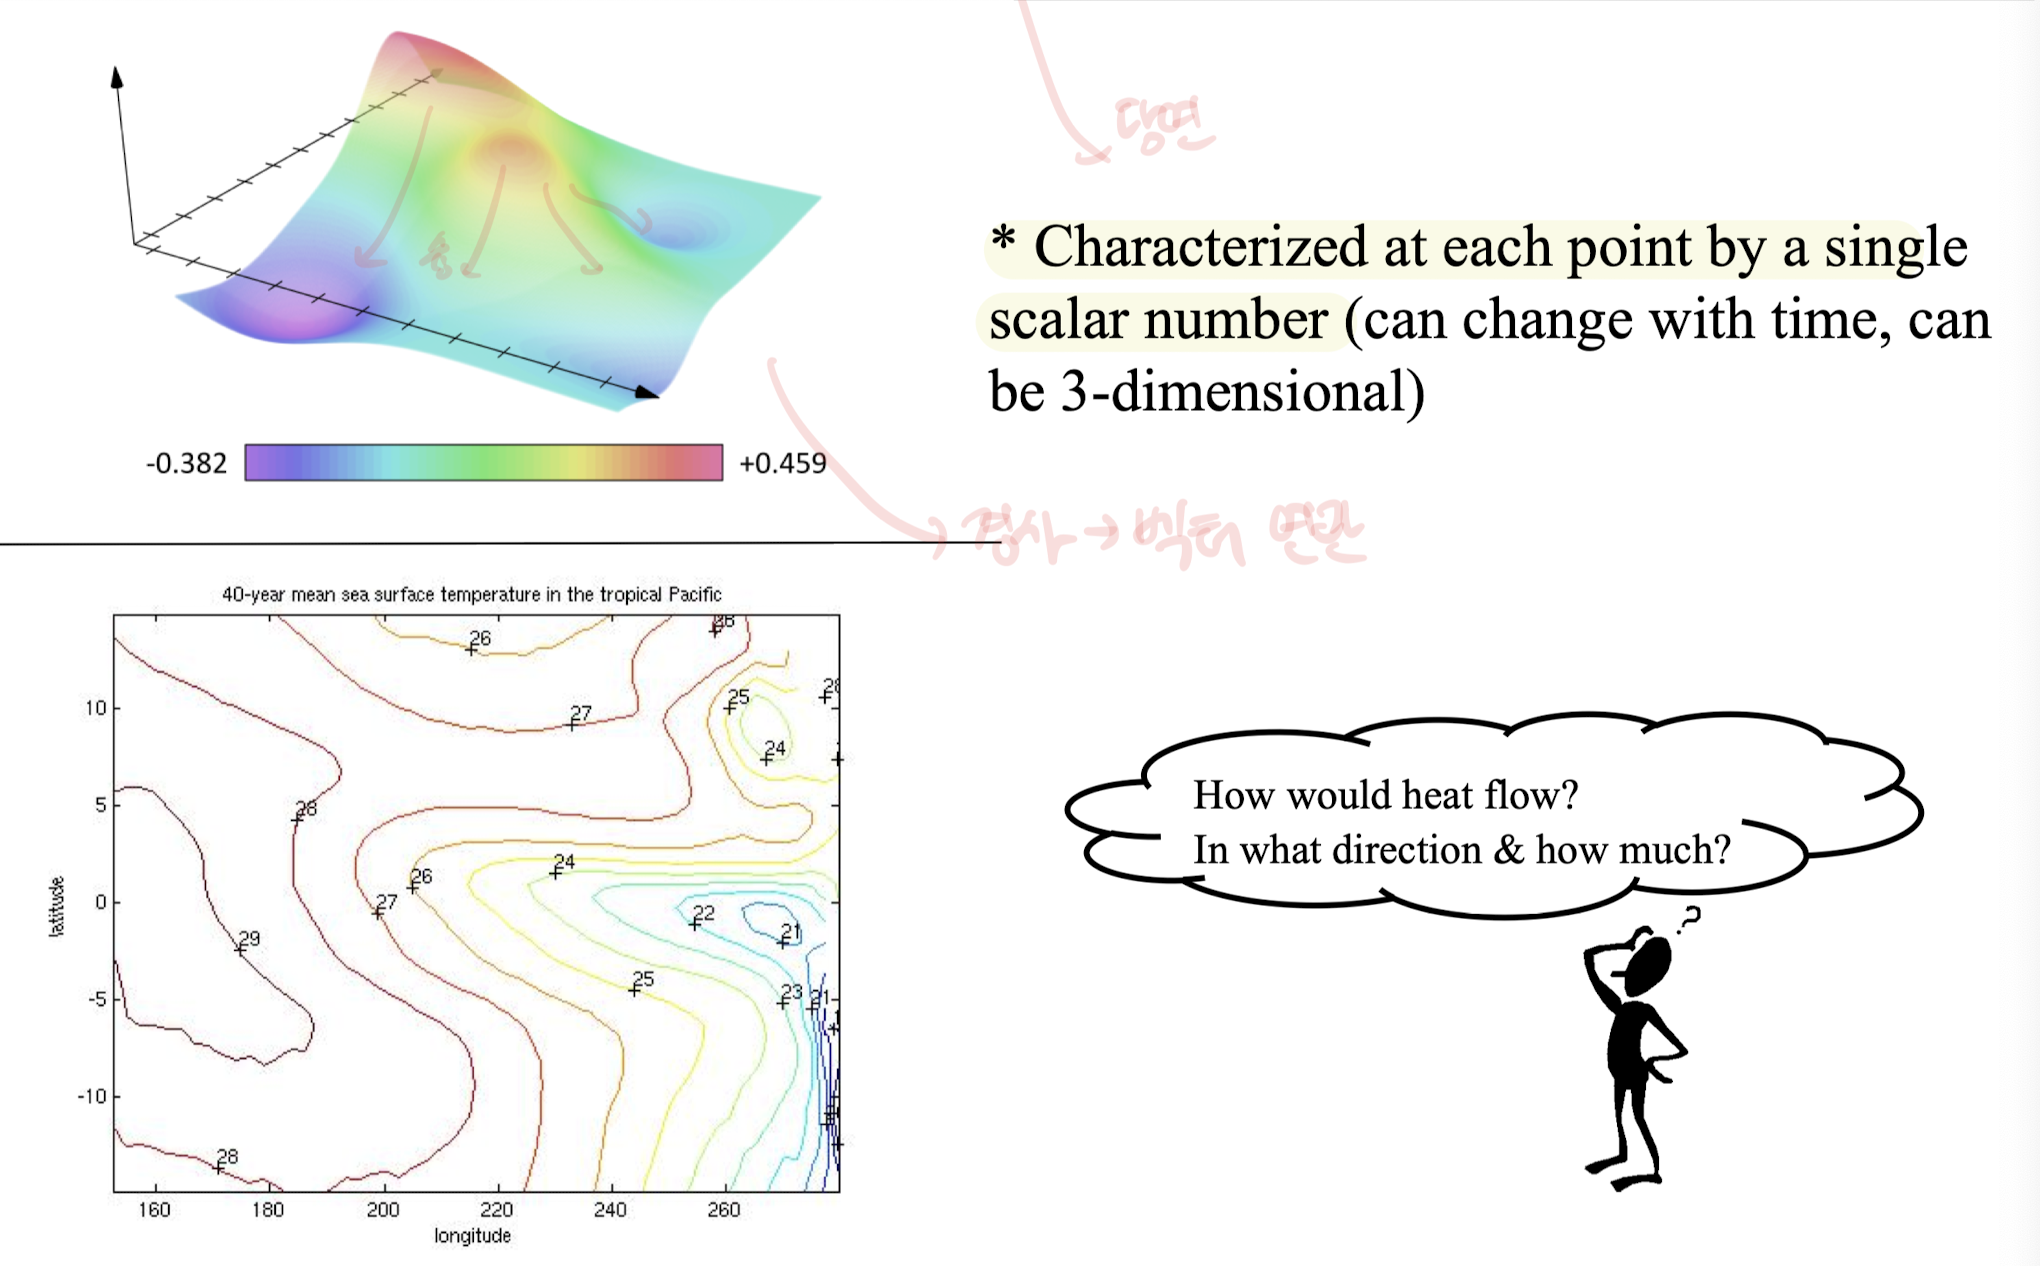 당연
* Characterized at each point by a single
scalar number (can change with time, can
be 3-dimensional)
-0.382
+0.459
경사 → 벡터 연관
40-year mean sea surface temperature in the tropical Pacific
26
25
27
24
28
24
26
27
22
21
29
25
23
21
28
10
5
0
-5
-10
latitude
160
180
200
220
240
260
longitude
How would heat flow?
In what direction & how much?
?